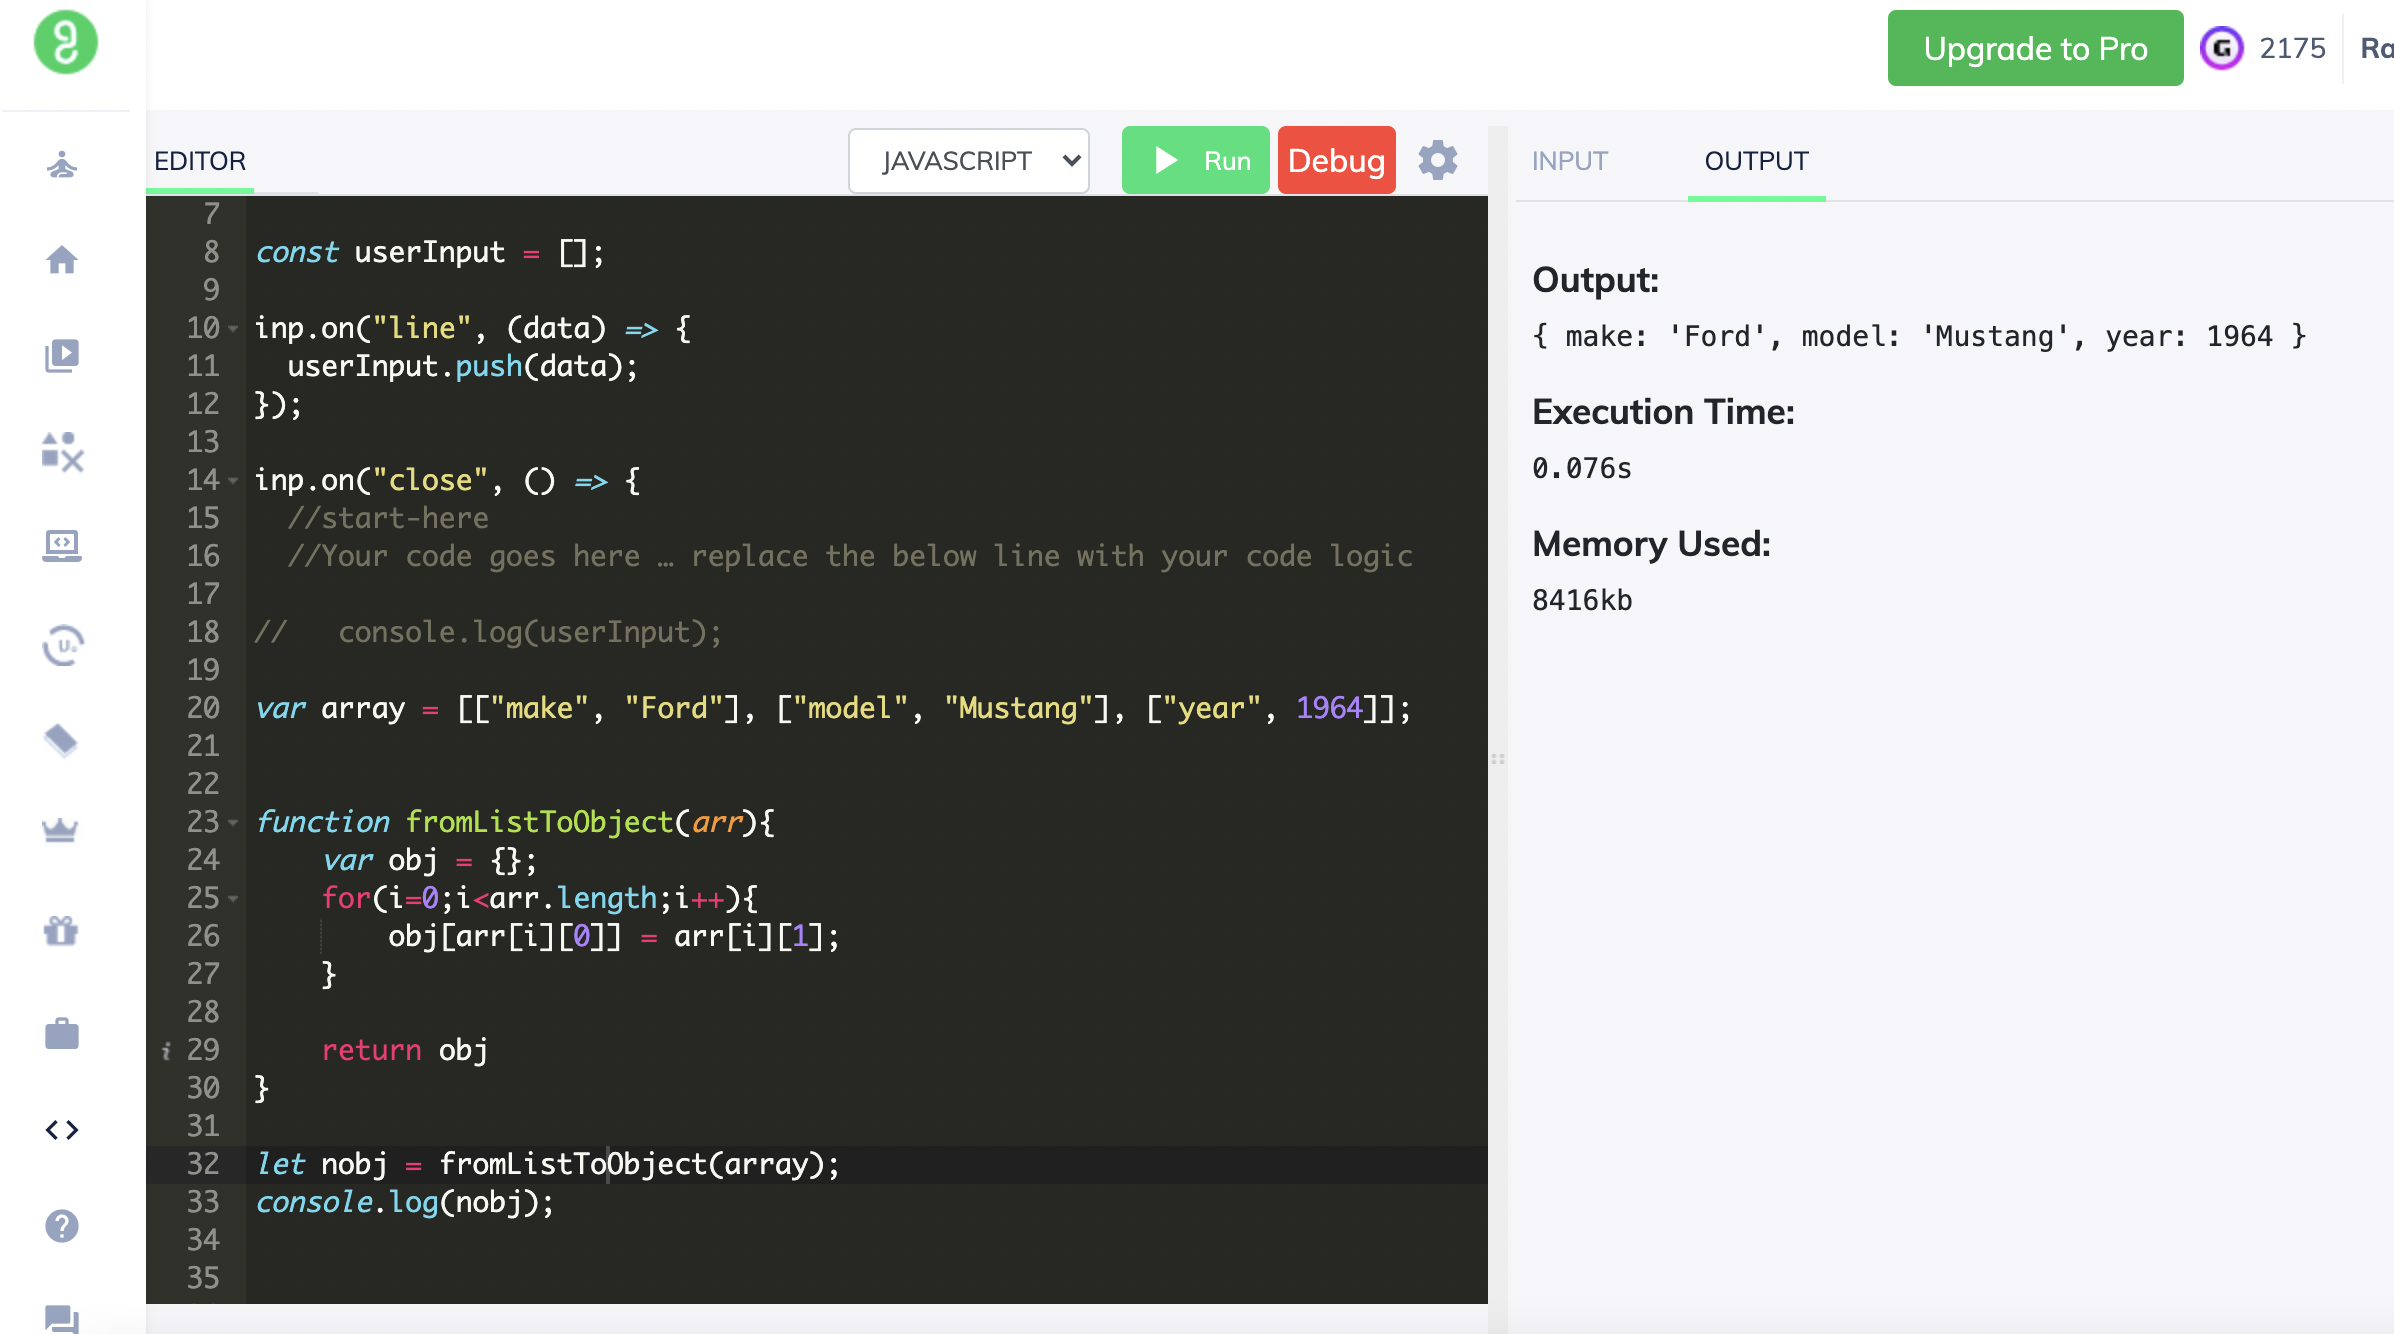 Upgrade to Pro
G 2175
Ra
EDITOR
JAVASCRIPT
Run
Debug
INPUT
OUTPUT
7
8 const userInput = [];
9
10 inp.on("line", (data) => {
11   userInput.push(data);
12 });
13
14 inp.on("close", () => {
15   //start-here
16   //Your code goes here … replace the below line with your code logic
17
18 //   console.log(userInput);
19
20 var array = [["make", "Ford"], ["model", "Mustang"], ["year", 1964]];
21
22
23 function fromListToObject(arr){
24     var obj = {};
25     for(i=0;i<arr.length;i++){
26         obj[arr[i][0]] = arr[i][1];
27     }
28
i 29     return obj
30 }
31
32 let nobj = fromListToObject(array);
33 console.log(nobj);
34
35
Output:
{ make: 'Ford', model: 'Mustang', year: 1964 }
Execution Time:
0.076s
Memory Used:
8416kb